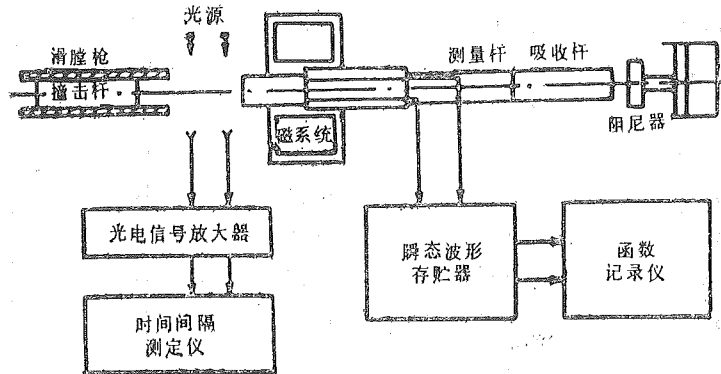 光源
滑膛枪
撞击杆
测量杆
吸收杆
磁系统
阻尼器
光电信号放大器
瞬态波形
存贮器
函数
记录仪
时间间隔
测定仪